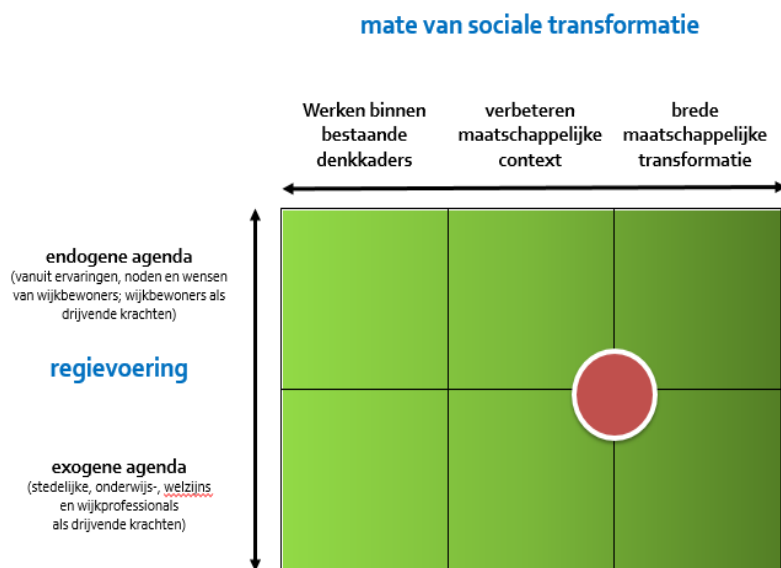 mate van sociale transformatie
Werken binnen
bestaande
denkkaders
verbeteren
maatschappelijke
context
brede
maatschappelijke
transformatie
endogene agenda
(vanuit ervaringen, noden en wensen
van wijkbewoners; wijkbewoners als
drijvende krachten)
regievoering
exogene agenda
(stedelijke, onderwijs-, welzijns
en wijkprofessionals
als drijvende krachten)